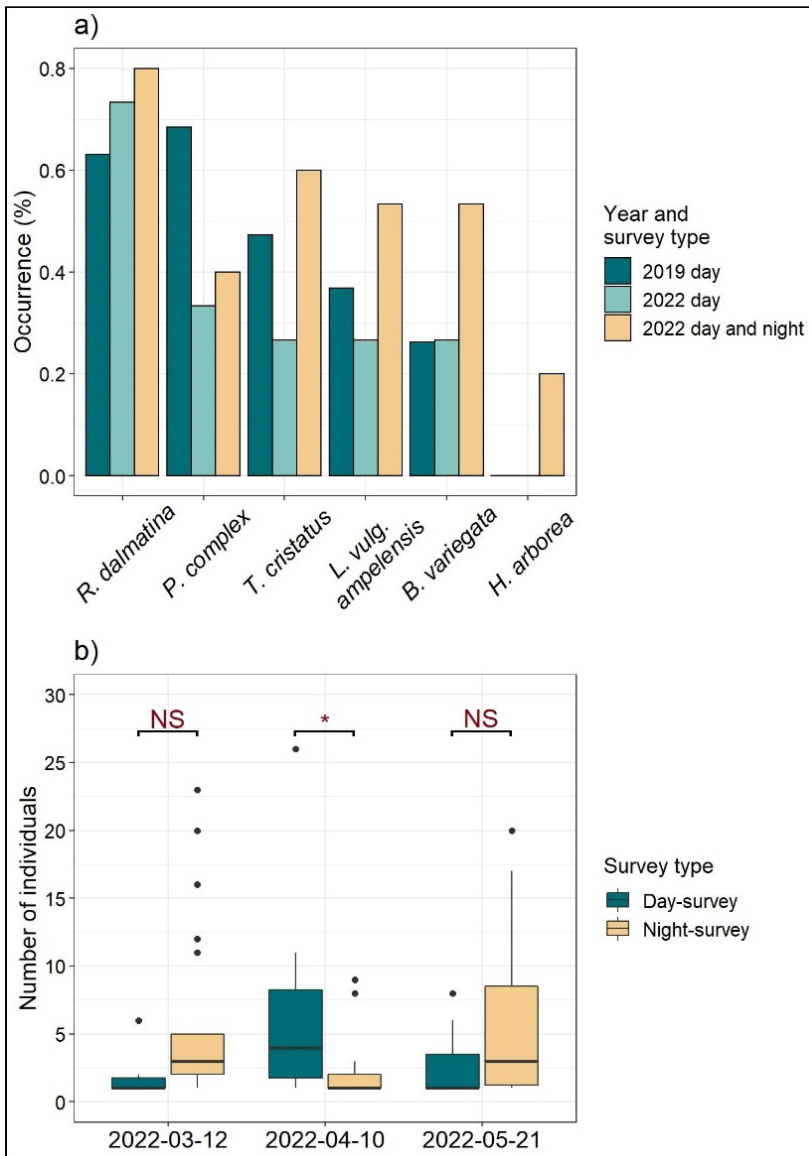 a)
Occurrence (%)
0.8
0.6
0.4
0.2
0.0
R. dalmatina
P. complex
T. cristatus
L. vulg.
ampelensis
B. variegata
H. arborea
Year and
survey type
2019 day
2022 day
2022 day and night
b)
Number of individuals
30
25
20
15
10
5
0
NS
*
NS
2022-03-12
2022-04-10
2022-05-21
Survey type
Day-survey
Night-survey